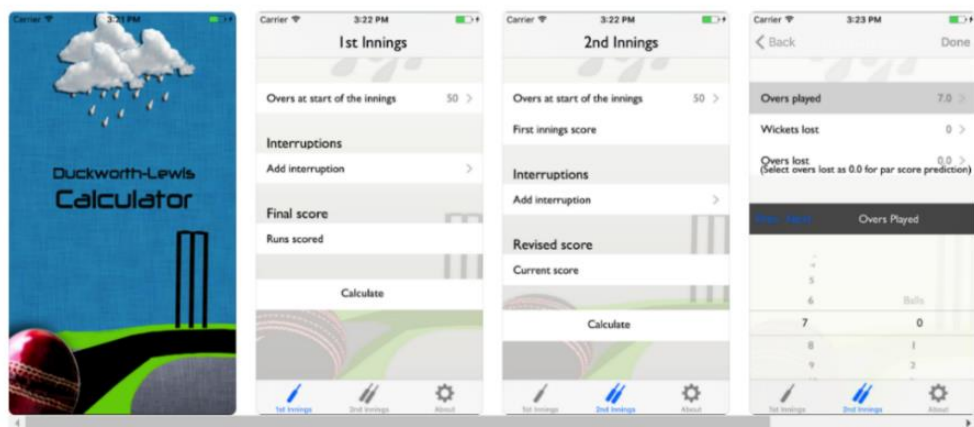 Carrier 3:21 PM
Duckworth-Lewis
Calculator
Carrier 3:22 PM
1st Innings
Overs at start of the innings 50
Interruptions
Add interruption
Final score
Runs scored
Calculate
1st Innings 2nd Innings About
Carrier 3:22 PM
2nd Innings
Overs at start of the innings 50
First innings score
Interruptions
Add interruption
Revised score
Current score
Calculate
1st Innings 2nd Innings About
Carrier 3:23 PM
Back Done
Overs played 7.0
Wickets lost 0
Overs lost 0.0
(Select overs lost as 0.0 for par score prediction)
Overs Played
5
6 Balls
7 0
8 1
9 2
1st Innings 2nd Innings About